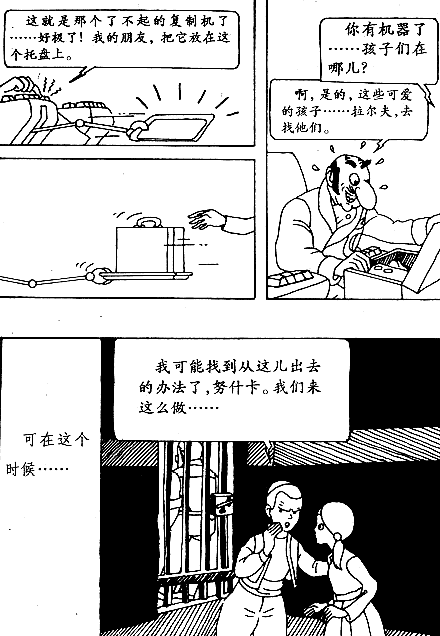 这就是那个了不起的复制机了
……好极了！我的朋友，把它放在这
个托盘上。
你有机器了
……孩子们在
哪儿？
啊，是的，这些可爱
的孩子……拉尔夫，去
找他们。
我可能找到从这儿出去
的办法了，努什卡。我们来
这么做……
可在这个
时候……